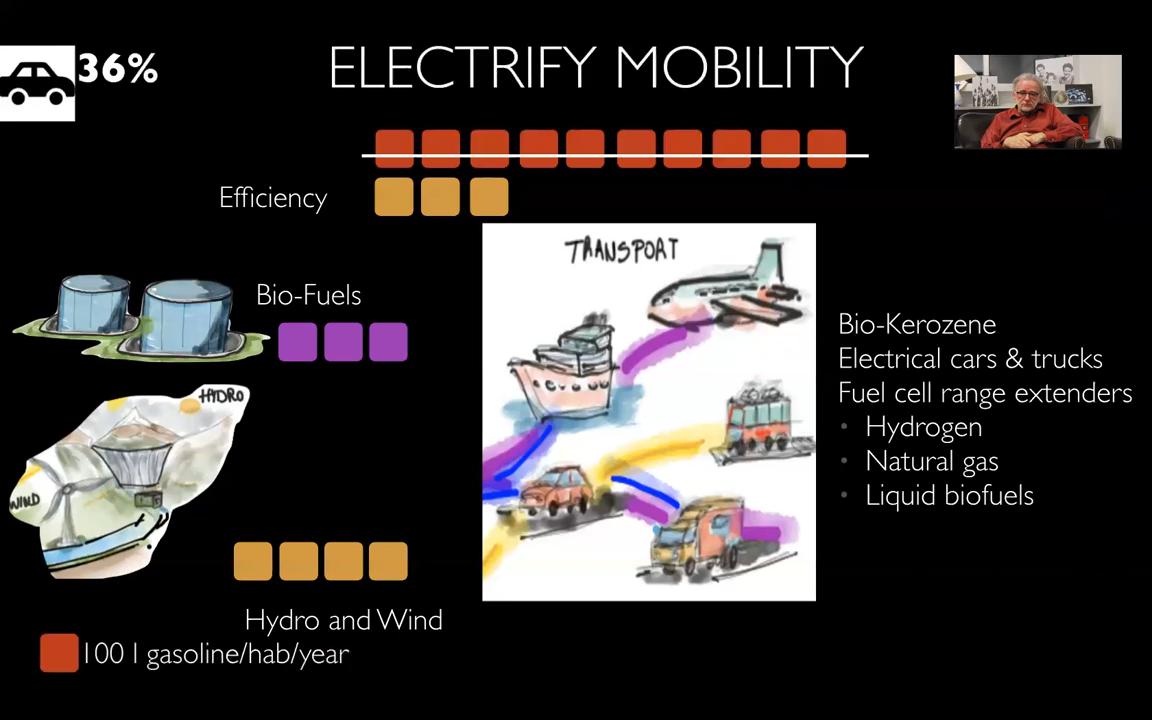 36%
ELECTRIFY MOBILITY
Efficiency
TRANSPORT
Bio-Fuels
Bio-Kerozene
Electrical cars & trucks
Fuel cell range extenders
• Hydrogen
• Natural gas
• Liquid biofuels
HYDRO
WIND
Hydro and Wind
100 l gasoline/hab/year